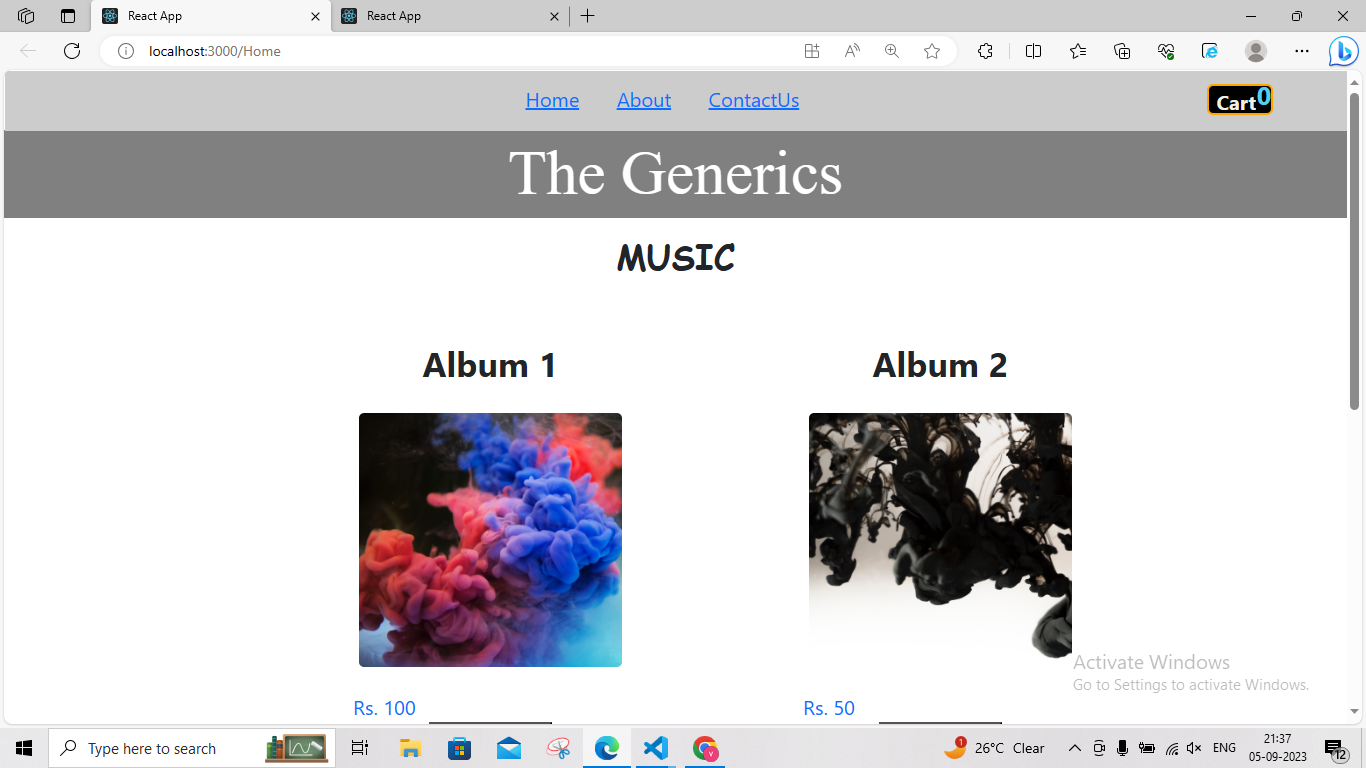 React App
React App
localhost:3000/Home
Home About ContactUs Cart0
The Generics
MUSIC
Album 1 Album 2
Activate Windows
Go to Settings to activate Windows.
Rs. 100 Rs. 50
Type here to search
1
26°C Clear
ENG
21:37
05-09-2023
12
V